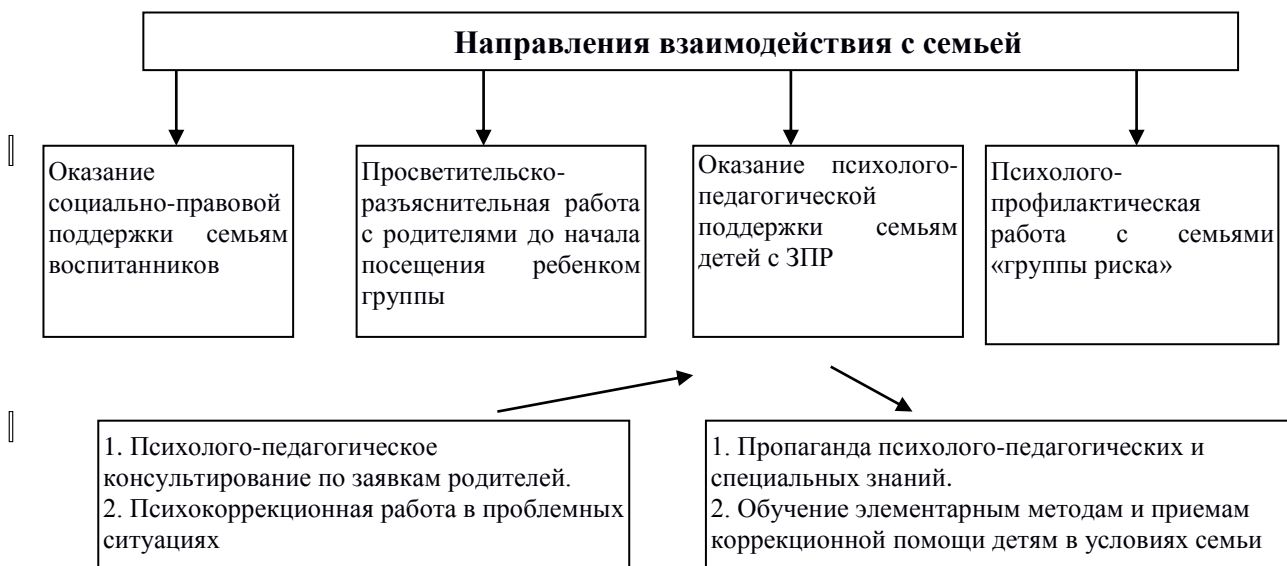 Направления взаимодействия с семьей
Оказание
социально-правовой
поддержки семьям
воспитанников
Просветительско-
разъяснительная работа
с родителями до начала
посещения ребенком
группы
Оказание психолого-
педагогической
поддержки семьям
детей с ЗПР
Психолого-
профилактическая
работа с семьями
«группы риска»
1. Психолого-педагогическое
консультирование по заявкам родителей.
2. Психокоррекционная работа в проблемных
ситуациях
1. Пропаганда психолого-педагогических и
специальных знаний.
2. Обучение элементарным методам и приемам
коррекционной помощи детям в условиях семьи